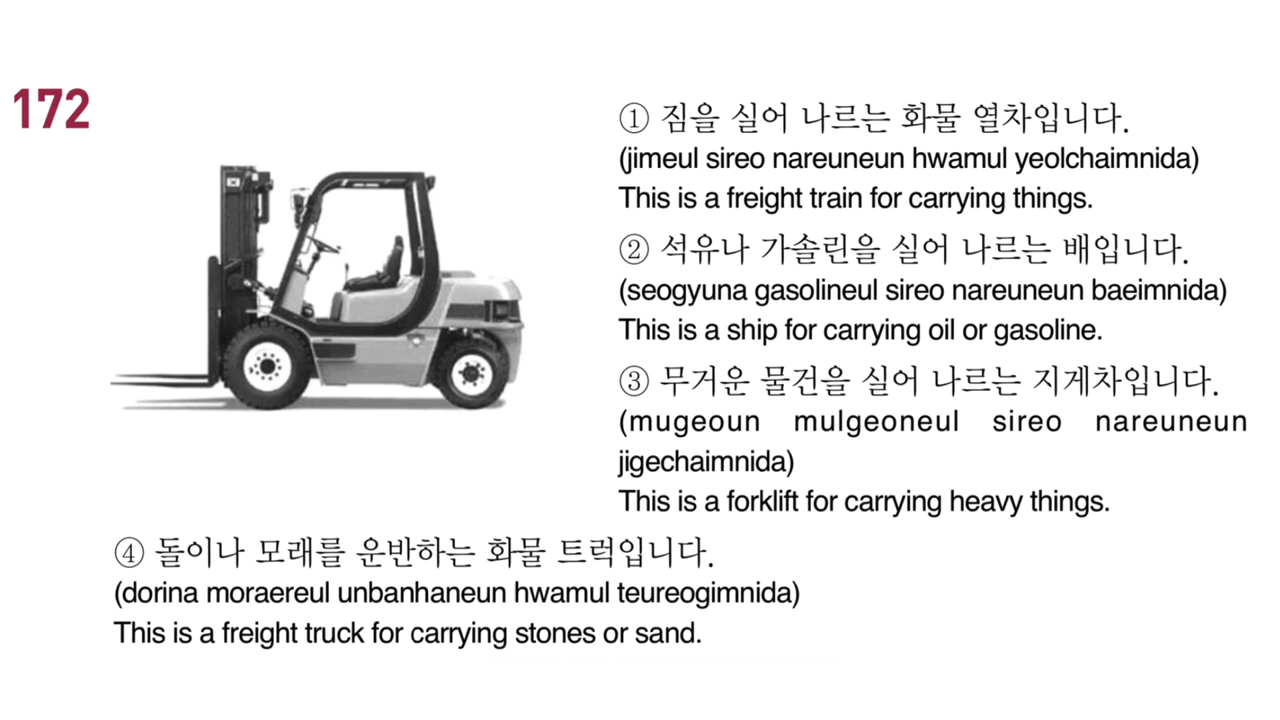 172
① 짐을 실어 나르는 화물 열차입니다.
(jimeul sireo nareuneun hwamul yeolchaimnida)
This is a freight train for carrying things.
② 석유나 가솔린을 실어 나르는 배입니다.
(seogyuna gasolineul sireo nareuneun baeimnida)
This is a ship for carrying oil or gasoline.
③ 무거운 물건을 실어 나르는 지게차입니다.
(mugeoun mulgeoneul sireo nareuneun
jigechaimnida)
This is a forklift for carrying heavy things.
④ 돌이나 모래를 운반하는 화물 트럭입니다.
(dorina moraereul unbanhaneun hwamul teureogimnida)
This is a freight truck for carrying stones or sand.